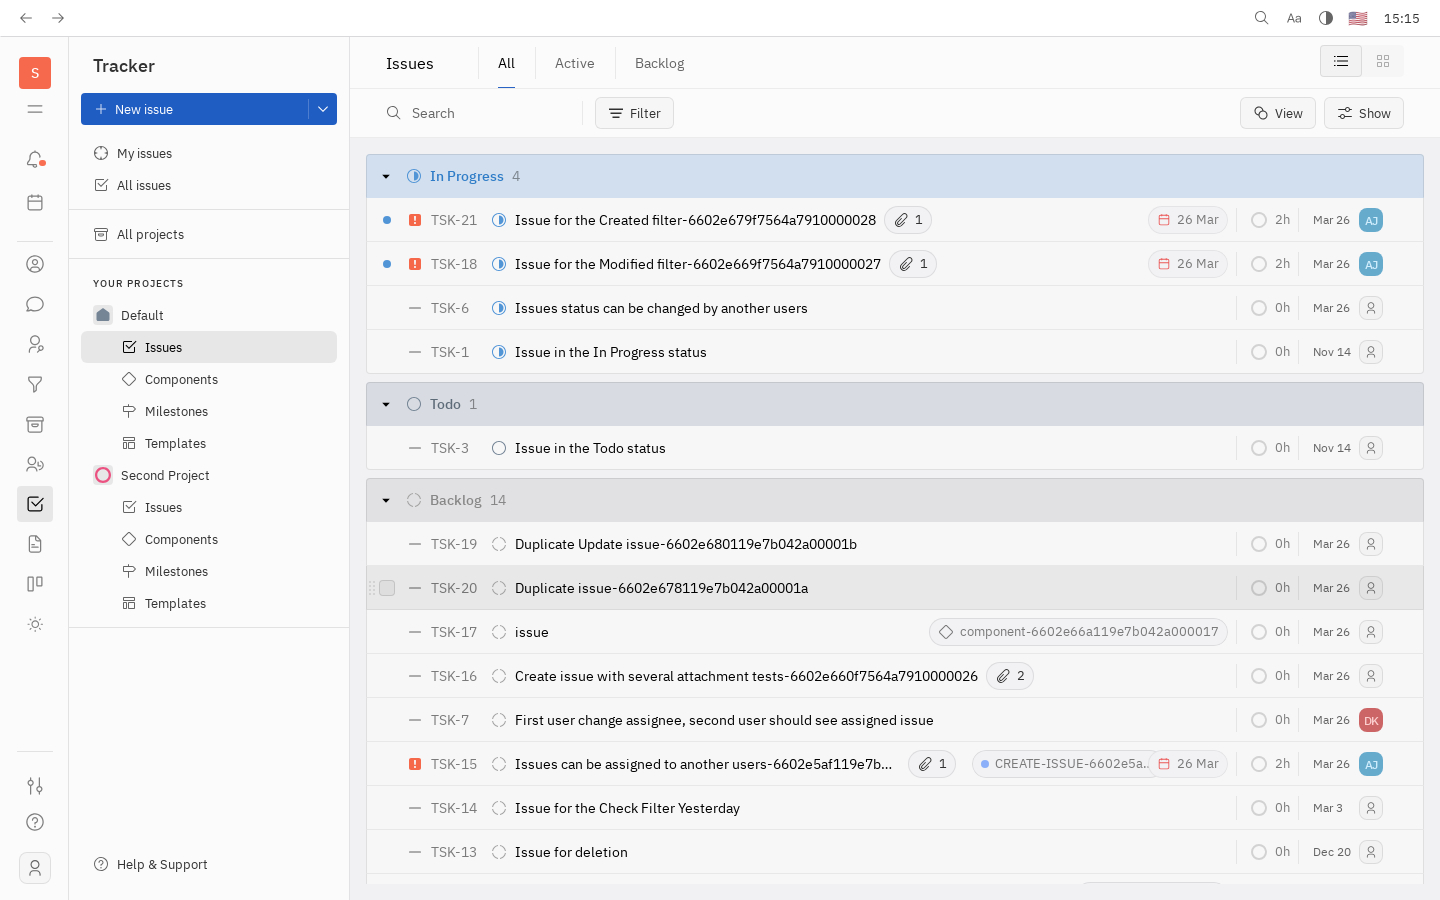 Aa 15:15
S
Tracker
New issue
My issues
All issues
All projects
YOUR PROJECTS
Default
Issues
Components
Milestones
Templates
Second Project
Issues
Components
Milestones
Templates
Help & Support
Issues All Active Backlog
Search Filter View Show
In Progress 4
TSK-21 Issue for the Created filter-6602e679f7564a7910000028 1 26 Mar 2h Mar 26 AJ
TSK-18 Issue for the Modified filter-6602e669f7564a7910000027 1 26 Mar 2h Mar 26 AJ
TSK-6 Issues status can be changed by another users 0h Mar 26
TSK-1 Issue in the In Progress status 0h Nov 14
Todo 1
TSK-3 Issue in the Todo status 0h Nov 14
Backlog 14
TSK-19 Duplicate Update issue-6602e680119e7b042a00001b 0h Mar 26
TSK-20 Duplicate issue-6602e678119e7b042a00001a 0h Mar 26
TSK-17 issue component-6602e66a119e7b042a000017 0h Mar 26
TSK-16 Create issue with several attachment tests-6602e660f7564a7910000026 2 0h Mar 26
TSK-7 First user change assignee, second user should see assigned issue 0h Mar 26 DK
TSK-15 Issues can be assigned to another users-6602e5af119e7b... 1 CREATE-ISSUE-6602e5a... 26 Mar 2h Mar 26 AJ
TSK-14 Issue for the Check Filter Yesterday 0h Mar 3
TSK-13 Issue for deletion 0h Dec 20